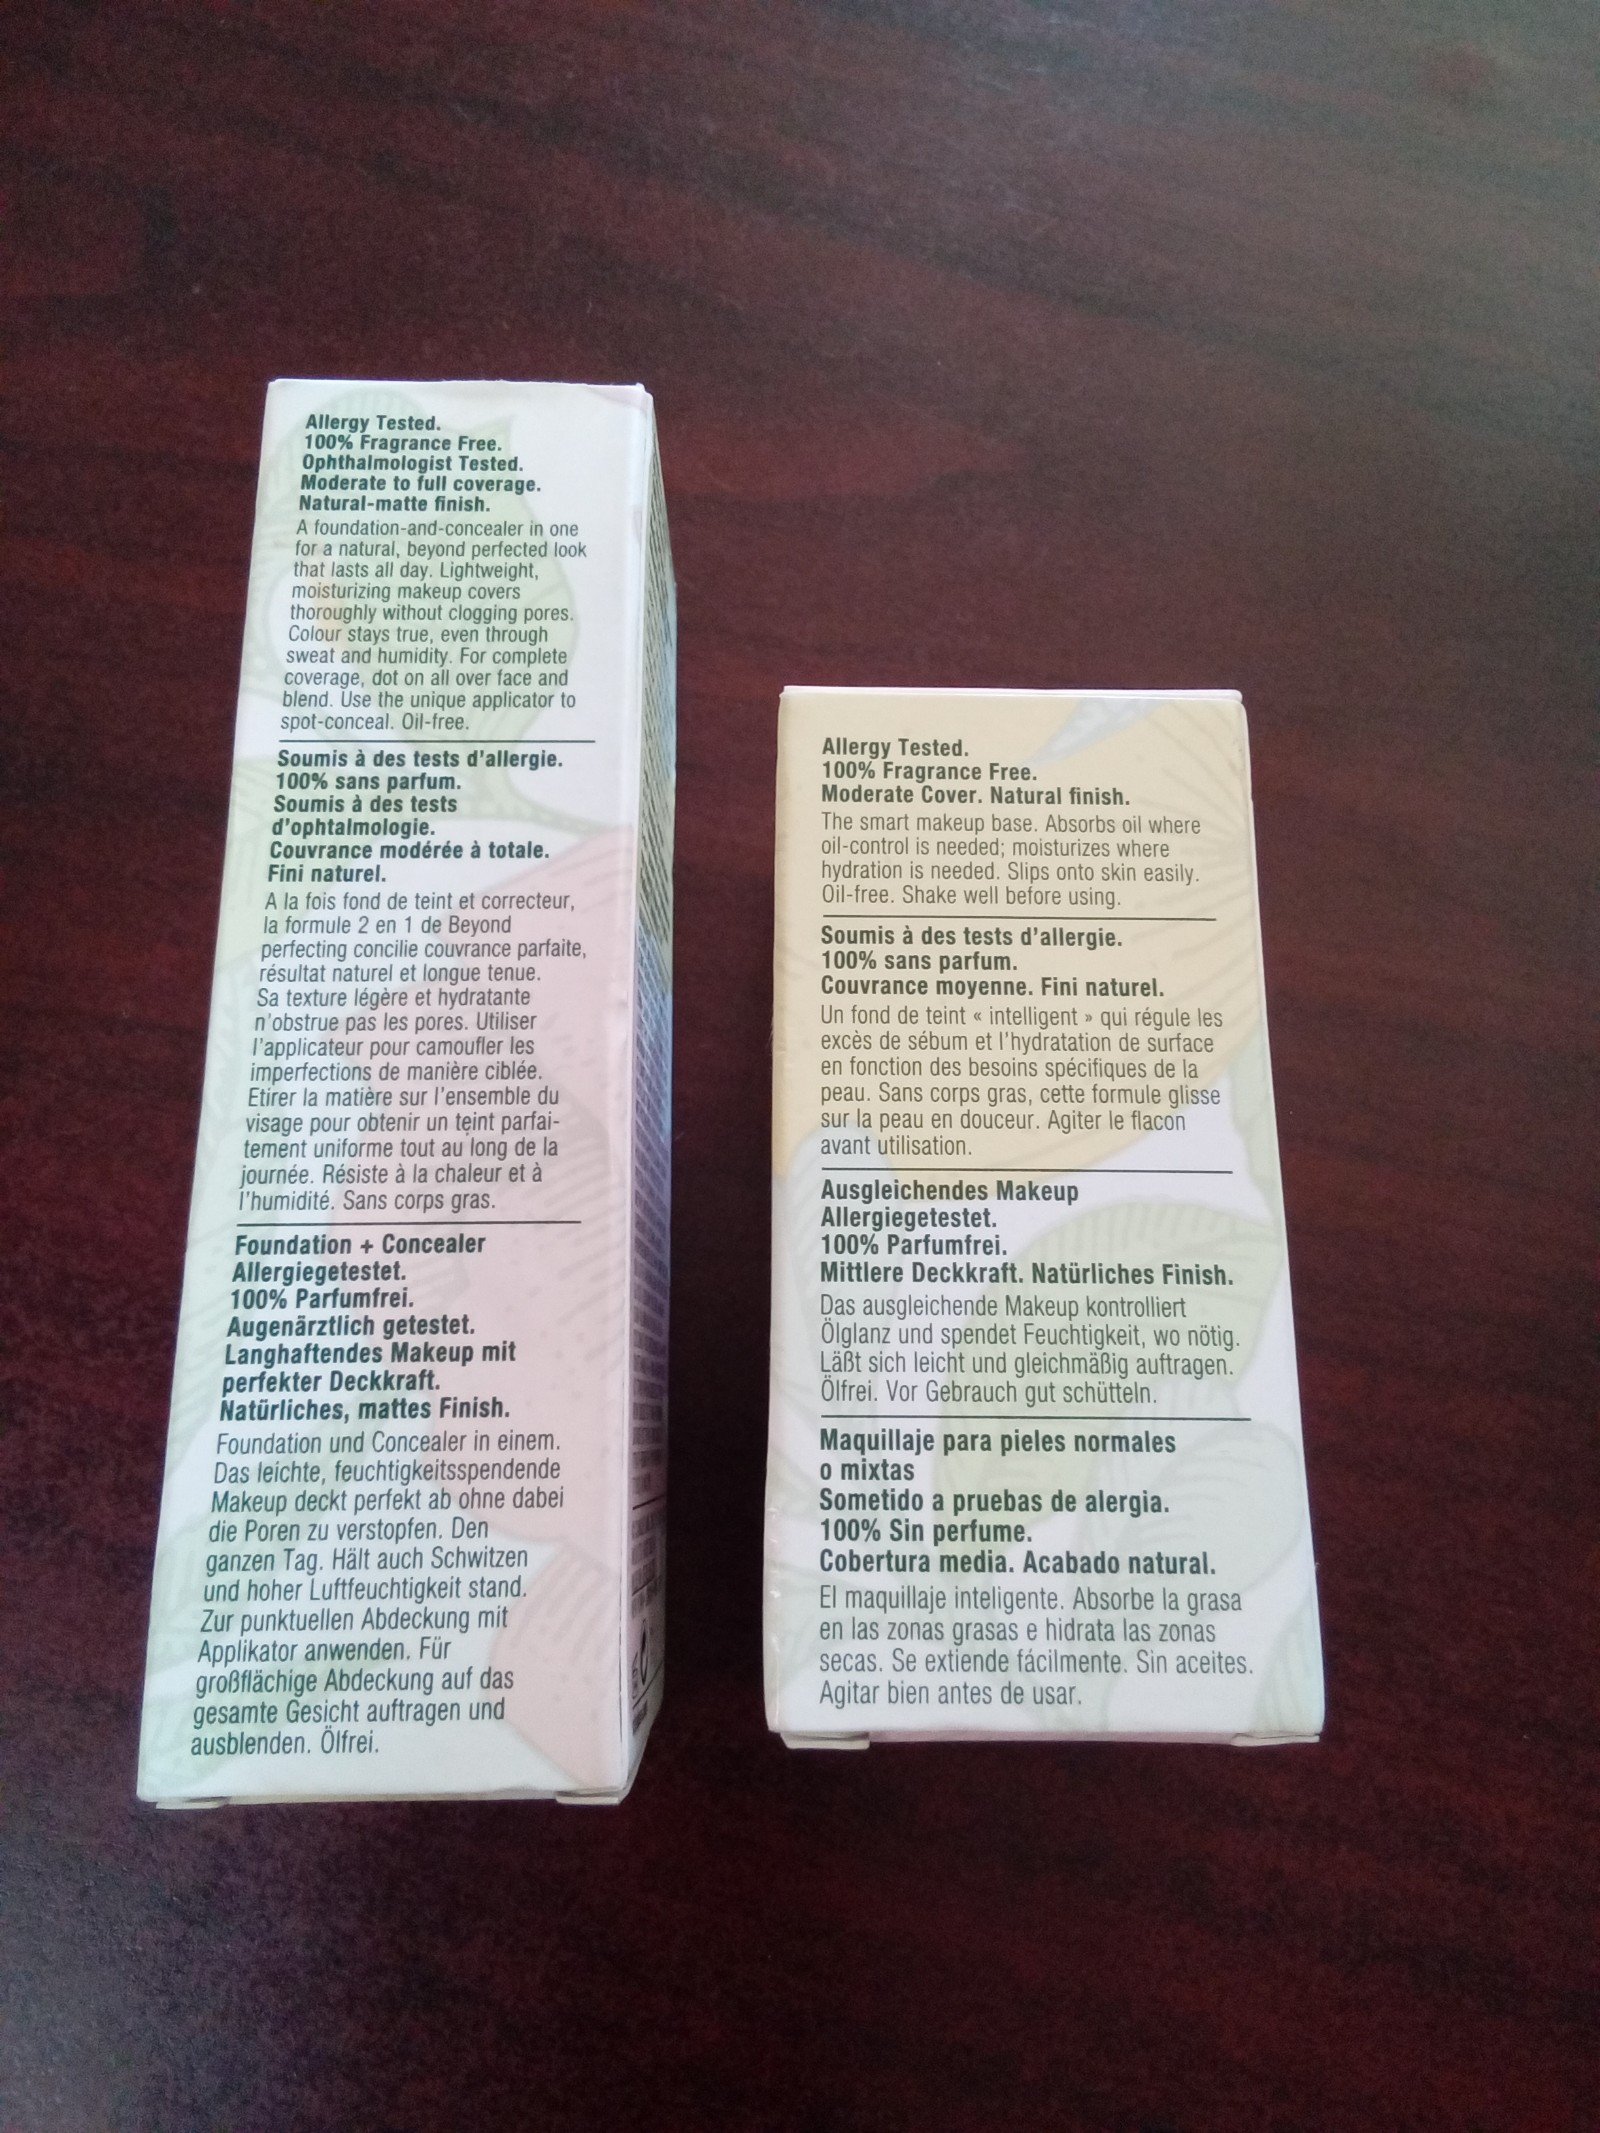 Allergy Tested.
100% Fragrance Free.
Ophthalmologist Tested.
Moderate to full coverage.
Natural-matte finish.
A foundation-and-concealer in one
for a natural, beyond perfected look
that lasts all day. Lightweight,
moisturizing makeup covers
thoroughly without clogging pores.
Colour stays true, even through
sweat and humidity. For complete
coverage, dot on all over face and
blend. Use the unique applicator to
spot-conceal. Oil-free.
Soumis à des tests d'allergie.
100% sans parfum.
Soumis à des tests
d'ophtalmologie.
Couvrance modérée à totale.
Fini naturel.
A la fois fond de teint et correcteur,
la formule 2 en 1 de Beyond
perfecting concilie couvrance parfaite,
résultat naturel et longue tenue.
Sa texture légère et hydratante
n'obstrue pas les pores. Utiliser
l'applicateur pour camoufler les
imperfections de manière ciblée.
Etirer la matière sur l'ensemble du
visage pour obtenir un teint parfai-
tement uniforme tout au long de la
journée. Résiste à la chaleur et à
l'humidité. Sans corps gras.
Foundation + Concealer
Allergiegetestet.
100% Parfumfrei.
Augenärztlich getestet.
Langhaftendes Makeup mit
perfekter Deckkraft.
Natürliches, mattes Finish.
Foundation und Concealer in einem.
Das leichte, feuchtigkeitsspendende
Makeup deckt perfekt ab ohne dabei
die Poren zu verstopfen. Den
ganzen Tag. Hält auch Schwitzen
und hoher Luftfeuchtigkeit stand.
Zur punktuellen Abdeckung mit
Applikator anwenden. Für
großflächige Abdeckung auf das
gesamte Gesicht auftragen und
ausblenden. Ölfrei.
Allergy Tested.
100% Fragrance Free.
Moderate Cover. Natural finish.
The smart makeup base. Absorbs oil where
oil-control is needed; moisturizes where
hydration is needed. Slips onto skin easily.
Oil-free. Shake well before using.
Soumis à des tests d'allergie.
100% sans parfum.
Couvrance moyenne. Fini naturel.
Un fond de teint « intelligent » qui régule les
excès de sébum et l'hydratation de surface
en fonction des besoins spécifiques de la
peau. Sans corps gras, cette formule glisse
sur la peau en douceur. Agiter le flacon
avant utilisation.
Ausgleichendes Makeup
Allergiegetestet.
100% Parfumfrei.
Mittlere Deckkraft. Natürliches Finish.
Das ausgleichende Makeup kontrolliert
Ölglanz und spendet Feuchtigkeit, wo nötig.
Läßt sich leicht und gleichmäßig auftragen.
Ölfrei. Vor Gebrauch gut schütteln.
Maquillaje para pieles normales
o mixtas
Sometido a pruebas de alergia.
100% Sin perfume.
Cobertura media. Acabado natural.
El maquillaje inteligente. Absorbe la grasa
en las zonas grasas e hidrata las zonas
secas. Se extiende fácilmente. Sin aceites.
Agitar bien antes de usar.